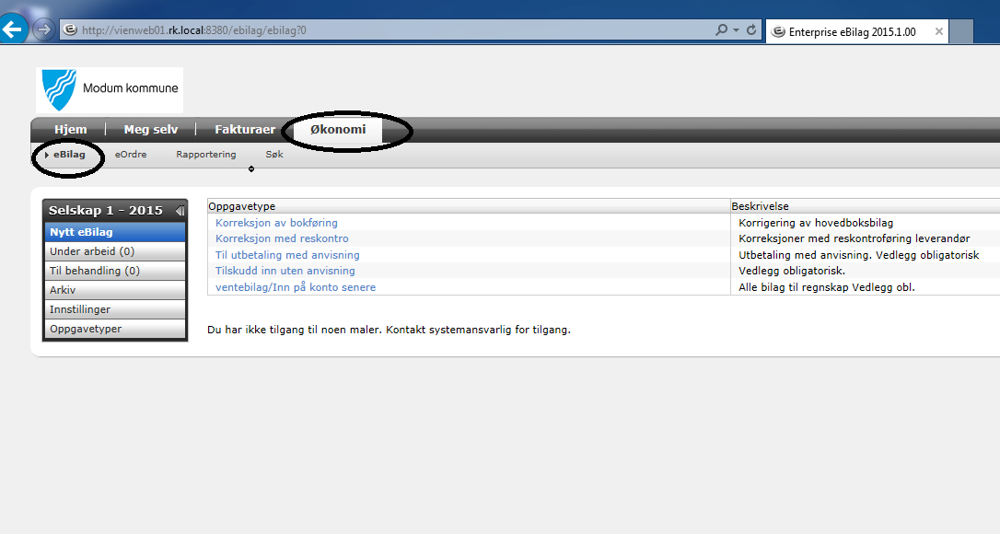 http://vienweb01.rk.local:8380/ebilag/ebilag?0
Enterprise eBilag 2015.1.00
Modum kommune
Hjem Meg selv Fakturaer Økonomi
eBilag eOrdre Rapportering Søk
Selskap 1 - 2015
Nytt eBilag
Under arbeid (0)
Til behandling (0)
Arkiv
Innstillinger
Oppgavetyper
Oppgavetype Beskrivelse
Korreksjon av bokføring Korrigering av hovedboksbilag
Korreksjon med reskontro Korreksjoner med reskontroføring leverandør
Til utbetaling med anvisning Utbetaling med anvisning. Vedlegg obligatorisk
Tilskudd inn uten anvisning Vedlegg obligatorisk.
ventebilag/Inn på konto senere Alle bilag til regnskap Vedlegg obl.
Du har ikke tilgang til noen maler. Kontakt systemansvarlig for tilgang.